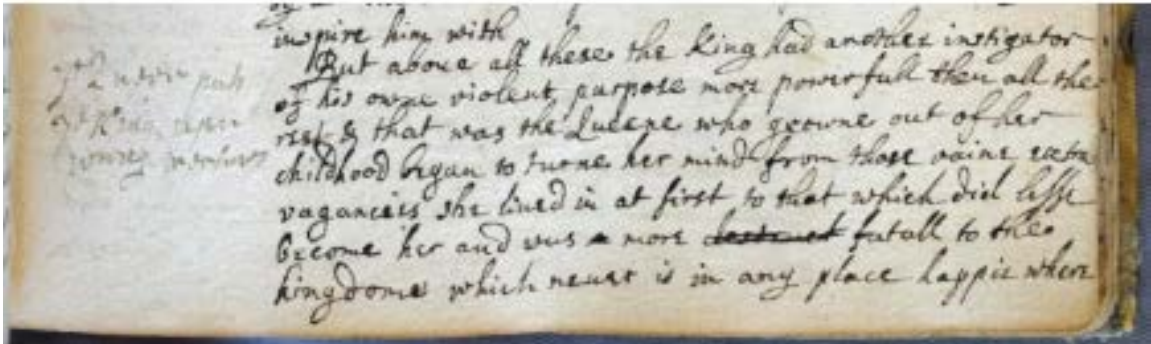 inspire him with
But above all these the King had another instigator
of his owne violent purpose more powerfull then all the
rest & that was the Queene who growne out of her
childhood began to turne her mind from those vaine extra
vagancies she lived in at first to that which did lesse
become her and was more fatall to the
kingdome which never is in any place happie where